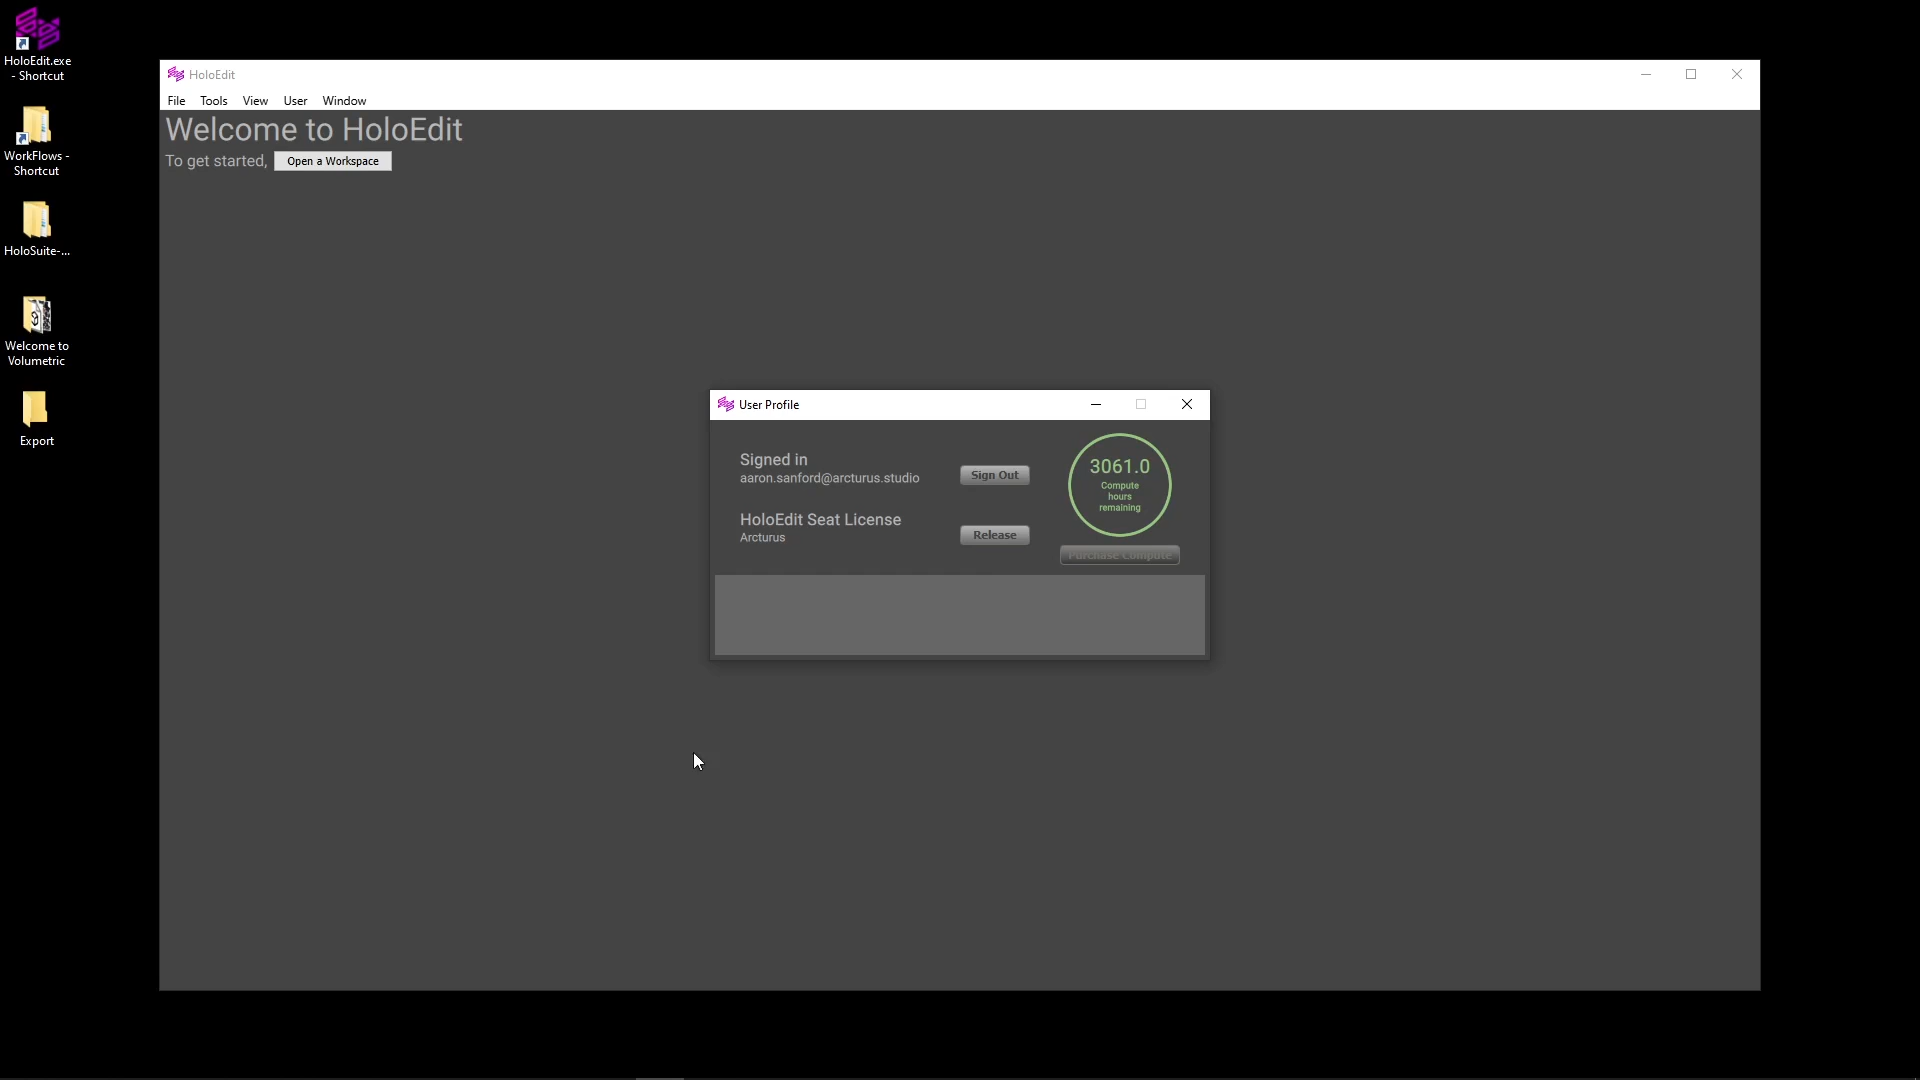 HoloEdit.exe
- Shortcut
WorkFlows -
Shortcut
HoloSuite-...
Welcome to
Volumetric
Export
HoloEdit
File Tools View User Window
Welcome to HoloEdit
To get started, Open a Workspace
User Profile
Signed in
aaron.sanford@arcturus.studio
Sign Out
HoloEdit Seat License
Arcturus
Release
3061.0
Compute
hours
remaining
Purchase Compute